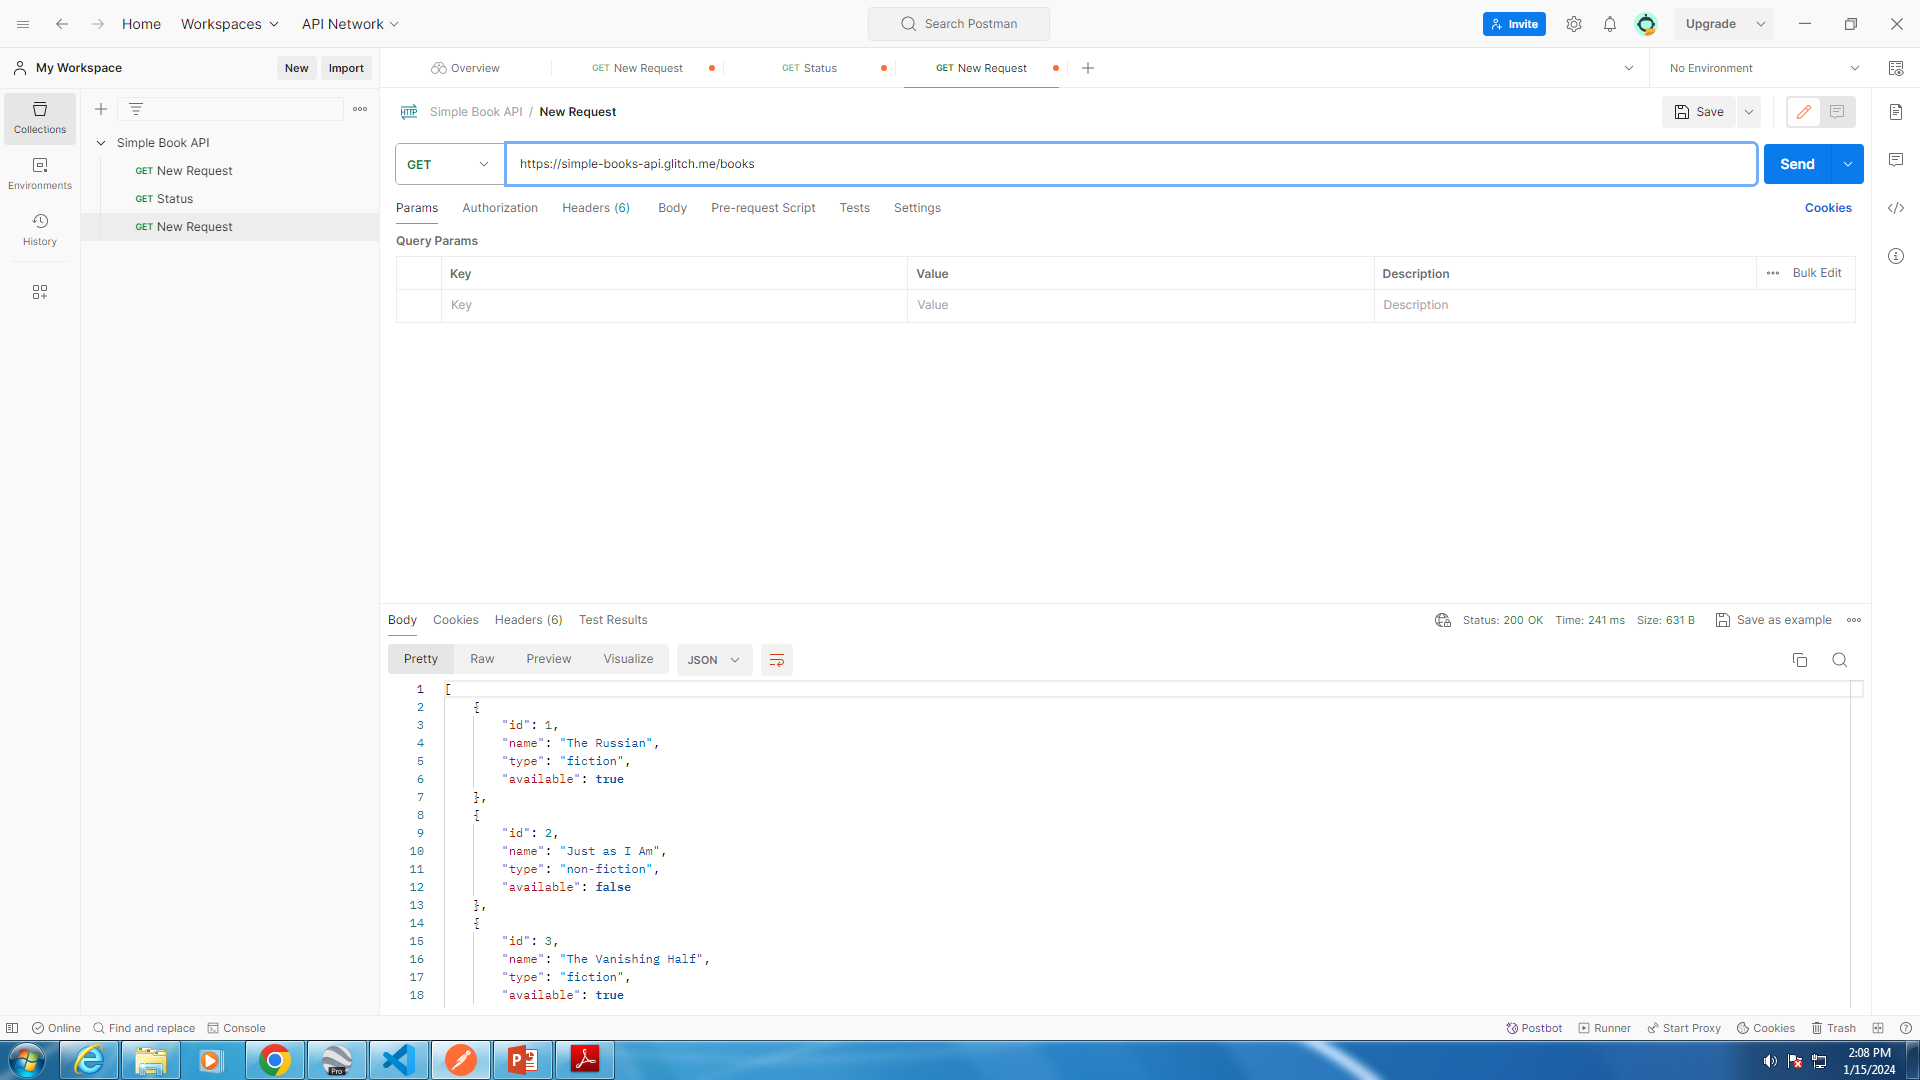 Home Workspaces API Network Search Postman Invite Upgrade
My Workspace New Import Overview GET New Request GET Status GET New Request No Environment
Collections
Environments
History
Simple Book API
GET New Request
GET Status
GET New Request
HTTP Simple Book API / New Request Save
GET https://simple-books-api.glitch.me/books Send
Params Authorization Headers (6) Body Pre-request Script Tests Settings Cookies
Query Params
Key Value Description Bulk Edit
Key Value Description
Body Cookies Headers (6) Test Results Status: 200 OK Time: 241 ms Size: 631 B Save as example
Pretty Raw Preview Visualize JSON
1 [
2 {
3 "id": 1,
4 "name": "The Russian",
5 "type": "fiction",
6 "available": true
7 },
8 {
9 "id": 2,
10 "name": "Just as I Am",
11 "type": "non-fiction",
12 "available": false
13 },
14 {
15 "id": 3,
16 "name": "The Vanishing Half",
17 "type": "fiction",
18 "available": true
Online Find and replace Console Postbot Runner Start Proxy Cookies Trash
Pro
2:08 PM
1/15/2024